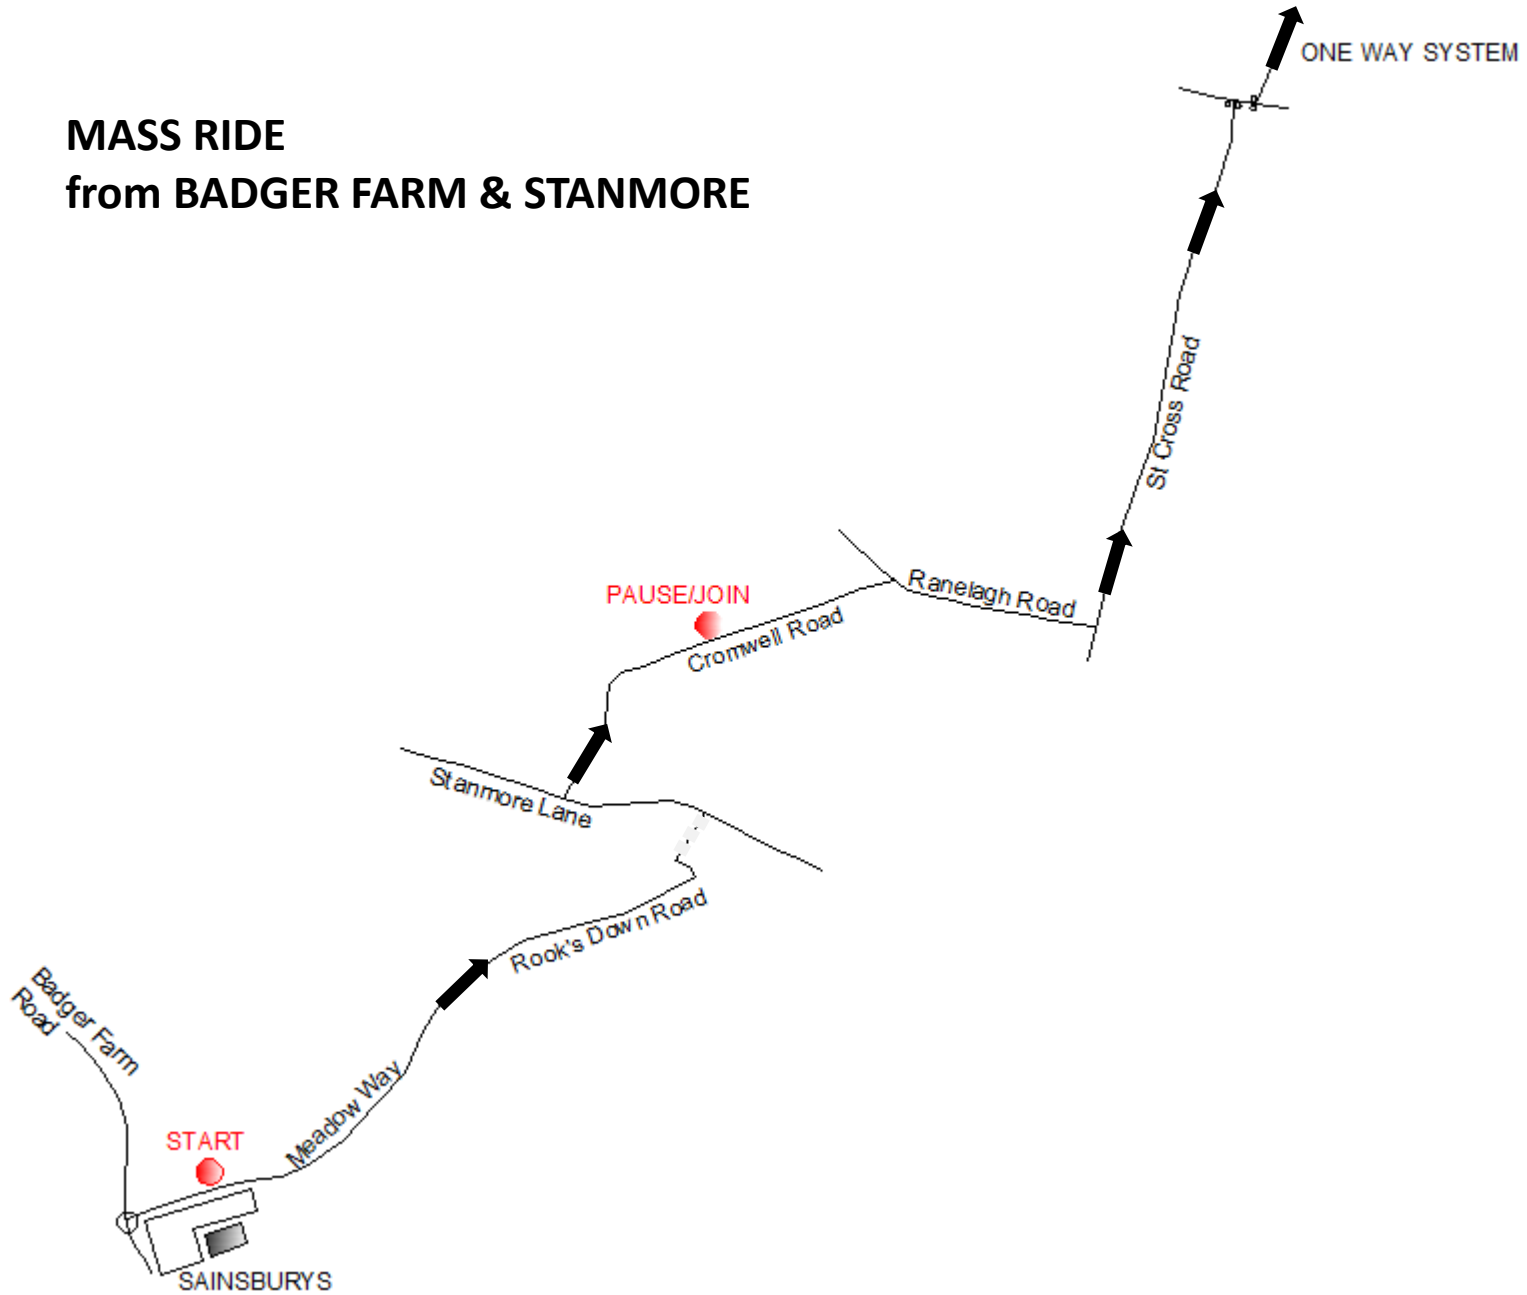 ONE WAY SYSTEM
MASS RIDE
from BADGER FARM & STANMORE
St Cross Road
Ranelagh Road
PAUSE/JOIN
Cromwell Road
Stanmore Lane
Rook's Down Road
Badger Farm
Road
Meadow Way
START
SAINSBURYS